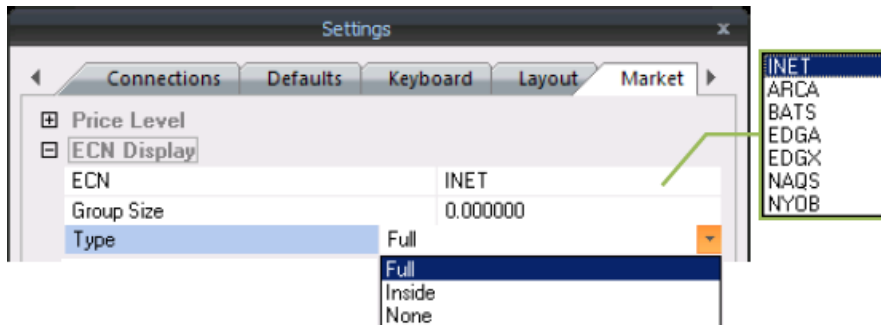 Settings
x
Connections Defaults Keyboard Layout Market
Price Level
ECN Display
ECN INET
Group Size 0.000000
Type Full
Full
Inside
None
INET
ARCA
BATS
EDGA
EDGX
NAQS
NYOB